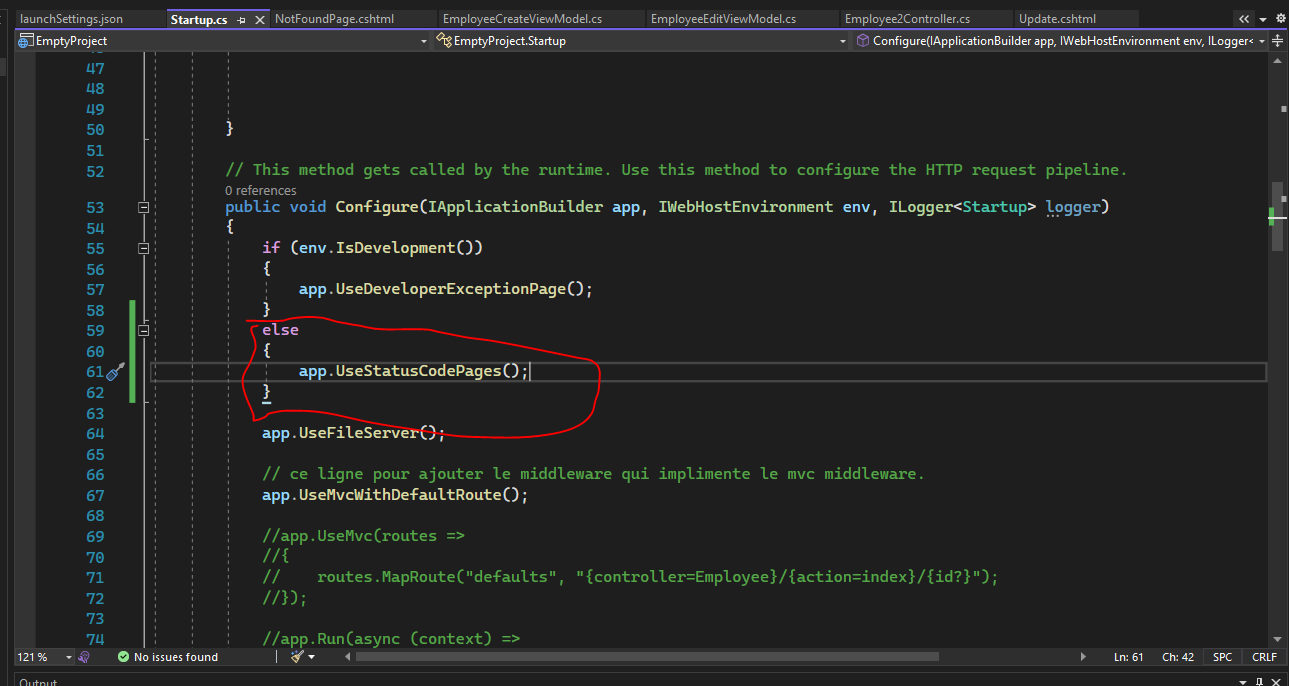 launchSettings.json Startup.cs NotFoundPage.cshtml EmployeeCreateViewModel.cs EmployeeEditViewModel.cs Employee2Controller.cs Update.cshtml
EmptyProject EmptyProject.Startup Configure(IApplicationBuilder app, IWebHostEnvironment env, ILogger<
47
48
49
50 }
51
52 // This method gets called by the runtime. Use this method to configure the HTTP request pipeline.
0 references
53 public void Configure(IApplicationBuilder app, IWebHostEnvironment env, ILogger<Startup> logger)
54 {
55 if (env.IsDevelopment())
56 {
57 app.UseDeveloperExceptionPage();
58 }
59 else
60 {
61 app.UseStatusCodePages();
62 }
63
64 app.UseFileServer();
65
66 // ce ligne pour ajouter le middleware qui implimente le mvc middleware.
67 app.UseMvcWithDefaultRoute();
68
69 //app.UseMvc(routes =>
70 //{
71 // routes.MapRoute("defaults", "{controller=Employee}/{action=index}/{id?}");
72 //});
73
74 //app.Run(async (context) =>
121 % No issues found Ln: 61 Ch: 42 SPC CRLF
Output